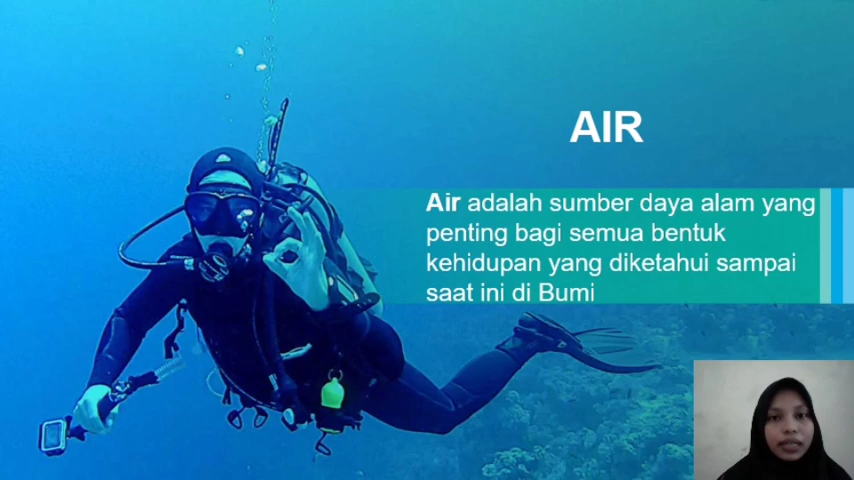 AIR
Air adalah sumber daya alam yang
penting bagi semua bentuk
kehidupan yang diketahui sampai
saat ini di Bumi